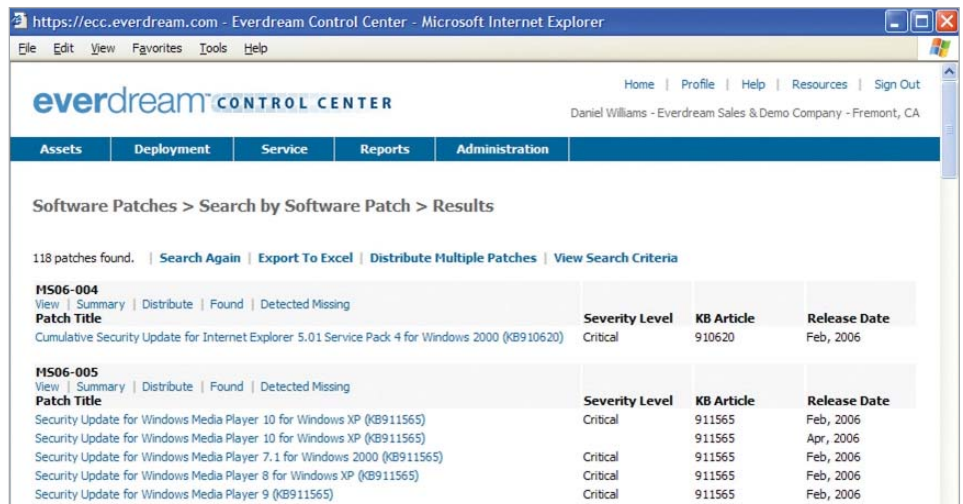 https://ecc.everdream.com - Everdream Control Center - Microsoft Internet Explorer
File Edit View Favorites Tools Help
Home | Profile | Help | Resources | Sign Out
everdream™ CONTROL CENTER
Daniel Williams - Everdream Sales & Demo Company - Fremont, CA
Assets Deployment Service Reports Administration
Software Patches > Search by Software Patch > Results
118 patches found. | Search Again | Export To Excel | Distribute Multiple Patches | View Search Criteria
MS06-004
View | Summary | Distribute | Found | Detected Missing
Patch Title Severity Level KB Article Release Date
Cumulative Security Update for Internet Explorer 5.01 Service Pack 4 for Windows 2000 (KB910620) Critical 910620 Feb, 2006
MS06-005
View | Summary | Distribute | Found | Detected Missing
Patch Title Severity Level KB Article Release Date
Security Update for Windows Media Player 10 for Windows XP (KB911565) Critical 911565 Feb, 2006
Security Update for Windows Media Player 10 for Windows XP (KB911565) 911565 Apr, 2006
Security Update for Windows Media Player 7.1 for Windows 2000 (KB911565) Critical 911565 Feb, 2006
Security Update for Windows Media Player 8 for Windows XP (KB911565) Critical 911565 Feb, 2006
Security Update for Windows Media Player 9 (KB911565) Critical 911565 Feb, 2006